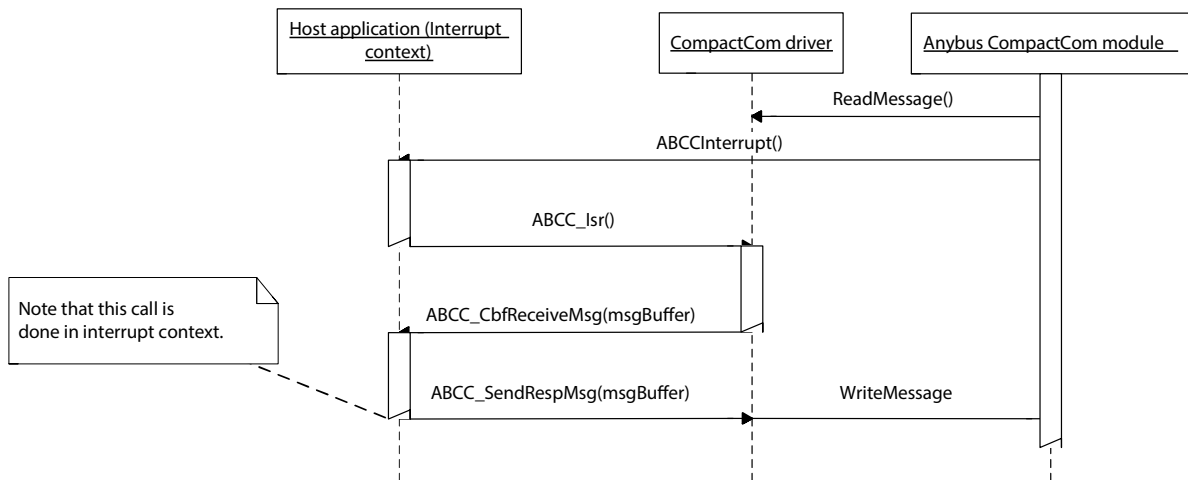 Host application (Interrupt
context)
CompactCom driver
Anybus CompactCom module
ReadMessage()
ABCCInterrupt()
ABCC_Isr()
Note that this call is
done in interrupt context.
ABCC_CbfReceiveMsg(msgBuffer)
ABCC_SendRespMsg(msgBuffer)
WriteMessage